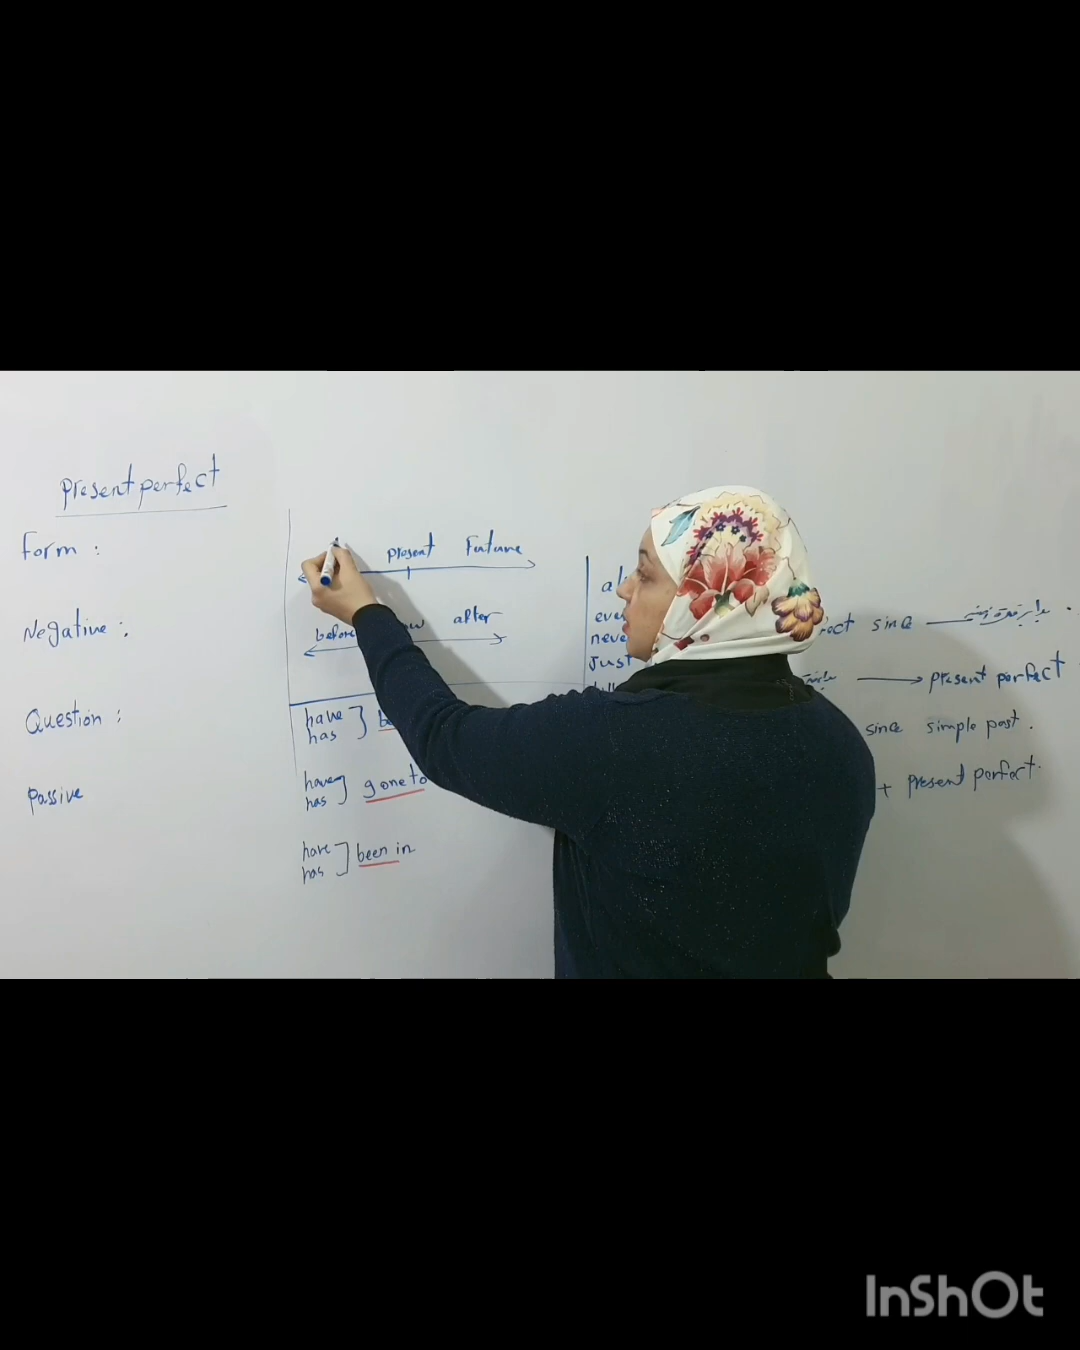 Present perfect
Form :
Negative :
Question :
Passive
present Future
before after
have
has
have
has
gone to
have
has
been in
never
Just
since
present perfect
since simple past.
+ present perfect.
InShOt